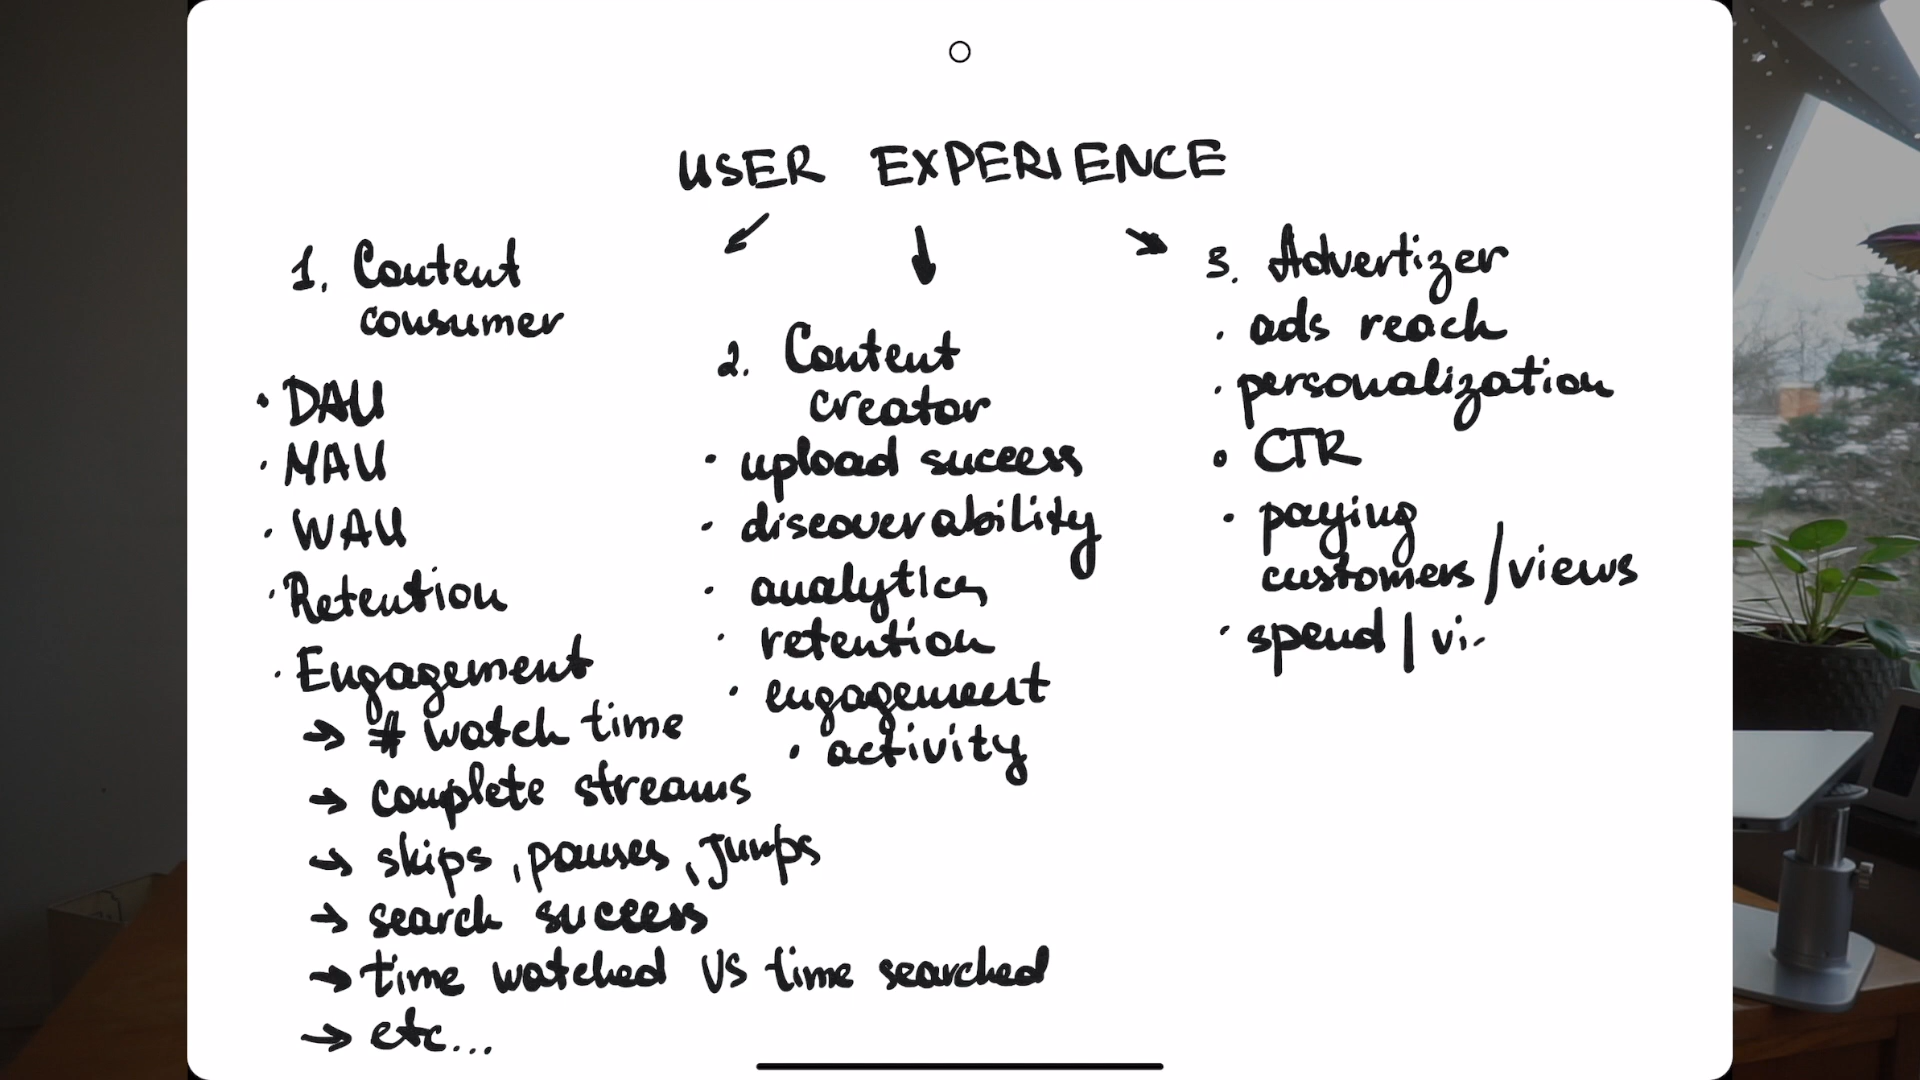 USER EXPERIENCE
1. Content
consumer
• DAU
• MAU
• WAU
• Retention
• Engagement
→ # watch time
→ complete streams
→ skips, pauses, jumps
→ search success
→ time watched VS time searched
→ etc...
2. Content
creator
• upload success
• discoverability
• analytics
• retention
• engagement
• activity
3. Advertizer
• ads reach
• personalization
• CTR
• paying
customers/views
• spend | vi